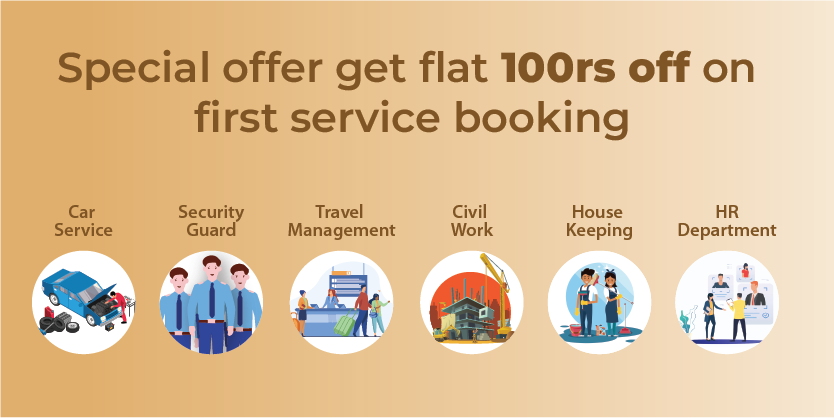 Special offer get flat 100rs off on
first service booking
Car
Service
Security
Guard
Travel
Management
Civil
Work
House
Keeping
HR
Department